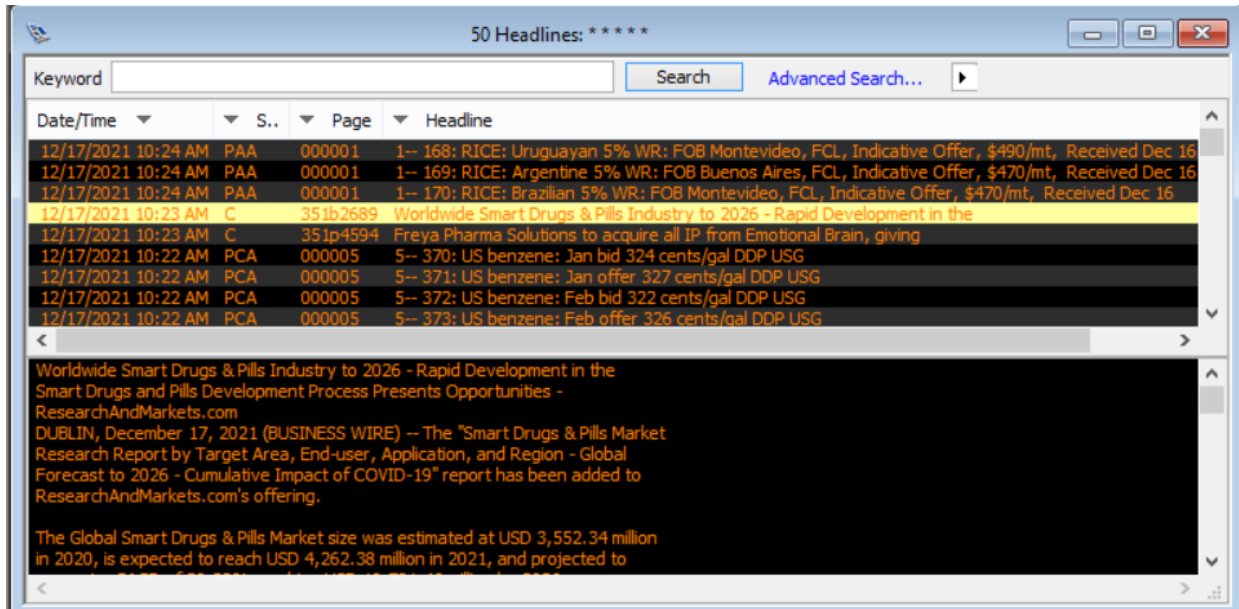 50 Headlines: * * * * *
Keyword Search Advanced Search...
Date/Time S.. Page Headline
12/17/2021 10:24 AM PAA 000001 1-- 168: RICE: Uruguayan 5% WR: FOB Montevideo, FCL, Indicative Offer, $490/mt, Received Dec 16
12/17/2021 10:24 AM PAA 000001 1-- 169: RICE: Argentine 5% WR: FOB Buenos Aires, FCL, Indicative Offer, $470/mt, Received Dec 16
12/17/2021 10:24 AM PAA 000001 1-- 170: RICE: Brazilian 5% WR: FOB Montevideo, FCL, Indicative Offer, $470/mt, Received Dec 16
12/17/2021 10:23 AM C 351b2689 Worldwide Smart Drugs & Pills Industry to 2026 - Rapid Development in the
12/17/2021 10:23 AM C 351p4594 Freya Pharma Solutions to acquire all IP from Emotional Brain, giving
12/17/2021 10:22 AM PCA 000005 5-- 370: US benzene: Jan bid 324 cents/gal DDP USG
12/17/2021 10:22 AM PCA 000005 5-- 371: US benzene: Jan offer 327 cents/gal DDP USG
12/17/2021 10:22 AM PCA 000005 5-- 372: US benzene: Feb bid 322 cents/gal DDP USG
12/17/2021 10:22 AM PCA 000005 5-- 373: US benzene: Feb offer 326 cents/gal DDP USG
Worldwide Smart Drugs & Pills Industry to 2026 - Rapid Development in the
Smart Drugs and Pills Development Process Presents Opportunities -
ResearchAndMarkets.com
DUBLIN, December 17, 2021 (BUSINESS WIRE) -- The "Smart Drugs & Pills Market
Research Report by Target Area, End-user, Application, and Region - Global
Forecast to 2026 - Cumulative Impact of COVID-19" report has been added to
ResearchAndMarkets.com's offering.
The Global Smart Drugs & Pills Market size was estimated at USD 3,552.34 million
in 2020, is expected to reach USD 4,262.38 million in 2021, and projected to